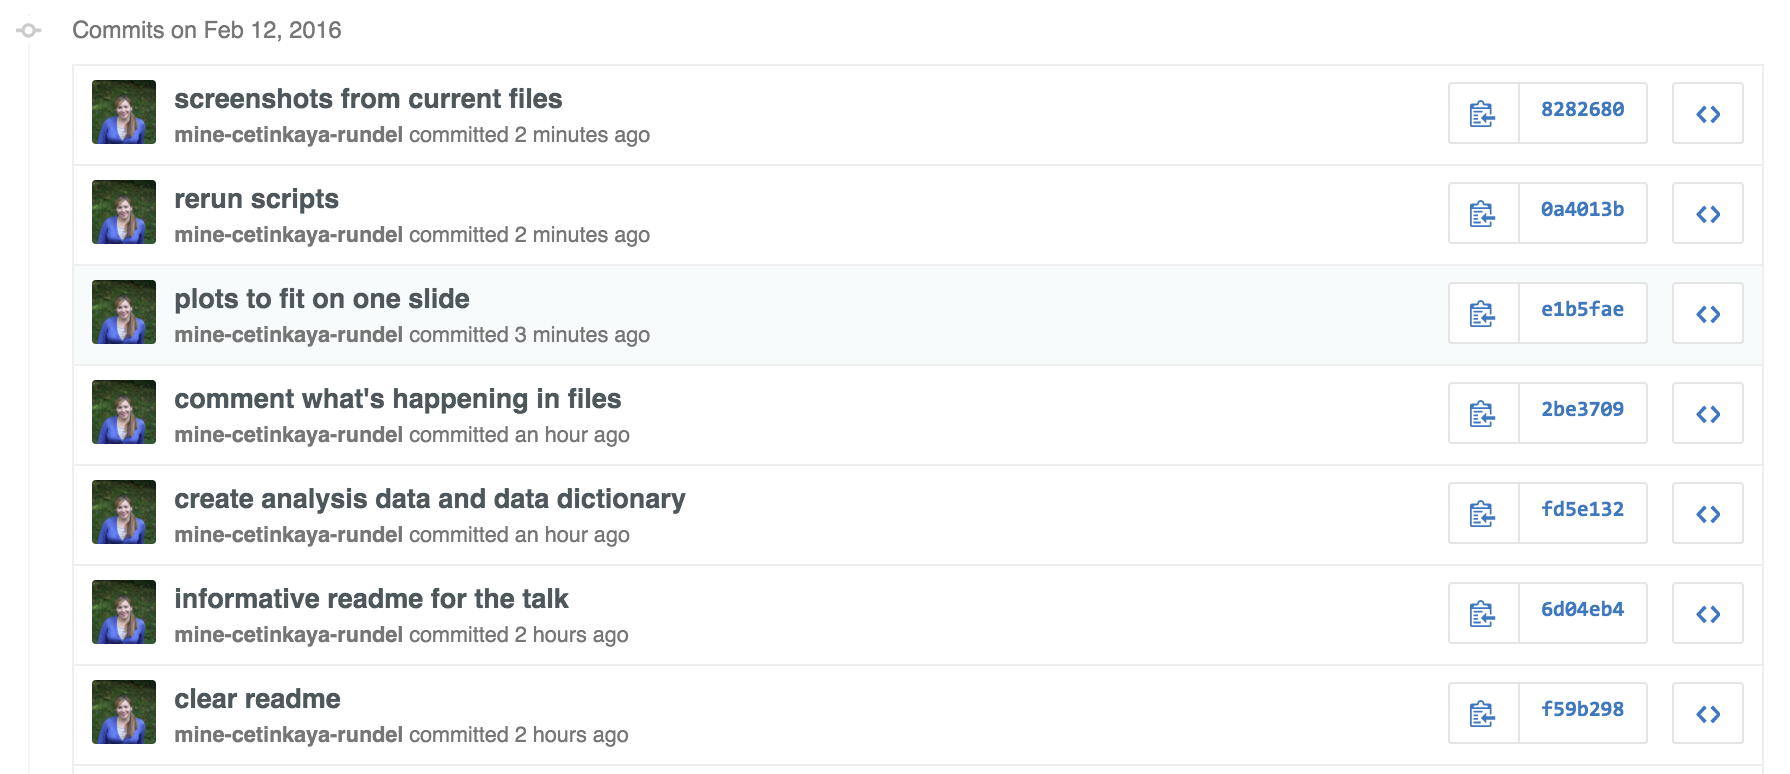 Commits on Feb 12, 2016
screenshots from current files
8282680
mine-cetinkaya-rundel committed 2 minutes ago
rerun scripts
0a4013b
mine-cetinkaya-rundel committed 2 minutes ago
plots to fit on one slide
e1b5fae
mine-cetinkaya-rundel committed 3 minutes ago
comment what's happening in files
2be3709
mine-cetinkaya-rundel committed an hour ago
create analysis data and data dictionary
fd5e132
mine-cetinkaya-rundel committed an hour ago
informative readme for the talk
6d04eb4
mine-cetinkaya-rundel committed 2 hours ago
clear readme
f59b298
mine-cetinkaya-rundel committed 2 hours ago